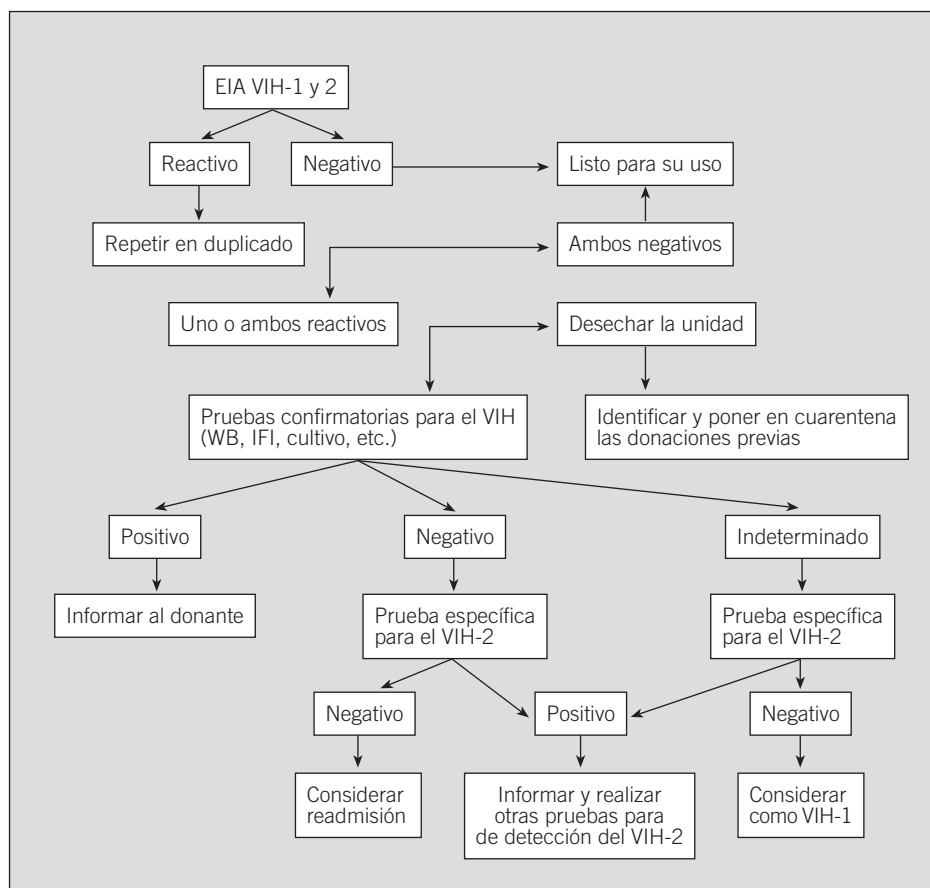 EIA VIH-1 y 2
Reactivo
Negativo
Listo para su uso
Repetir en duplicado
Ambos negativos
Uno o ambos reactivos
Desechar la unidad
Pruebas confirmatorias para el VIH
(WB, IFI, cultivo, etc.)
Identificar y poner en cuarentena
las donaciones previas
Positivo
Negativo
Indeterminado
Informar al donante
Prueba específica
para el VIH-2
Prueba específica
para el VIH-2
Negativo
Positivo
Negativo
Considerar
readmisión
Informar y realizar
otras pruebas para
de detección del VIH-2
Considerar
como VIH-1